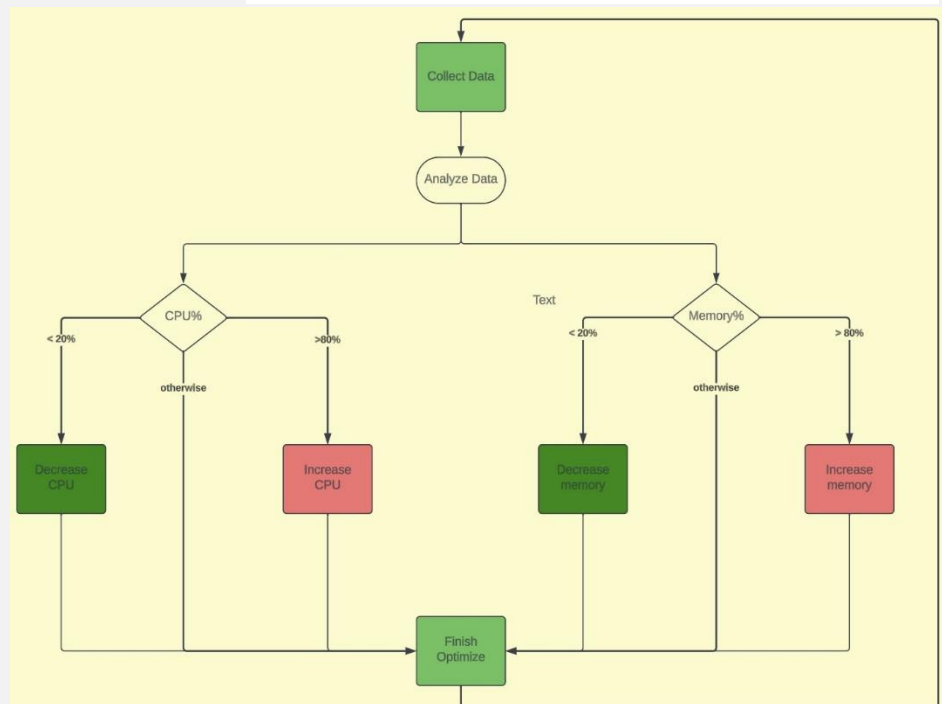 Collect Data
Analyze Data
CPU%
Text
Memory%
< 20%
>80%
< 20%
> 80%
otherwise
otherwise
Decrease
CPU
Increase
CPU
Decrease
memory
Increase
memory
Finish
Optimize